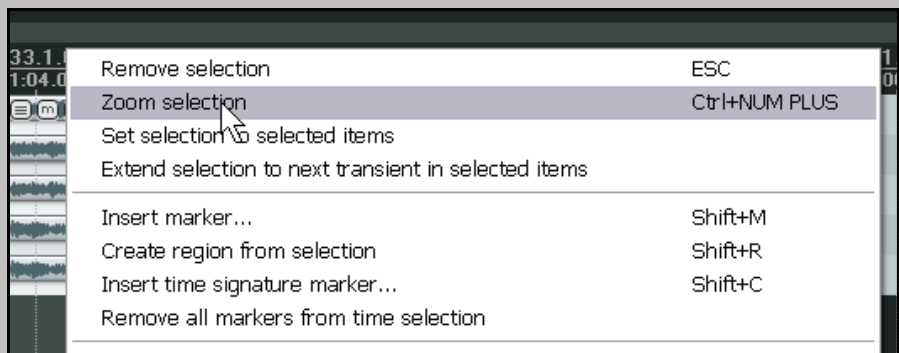 33.1.
1:04.0
Remove selection ESC
Zoom selection Ctrl+NUM PLUS
Set selection to selected items
Extend selection to next transient in selected items
Insert marker... Shift+M
Create region from selection Shift+R
Insert time signature marker... Shift+C
Remove all markers from time selection